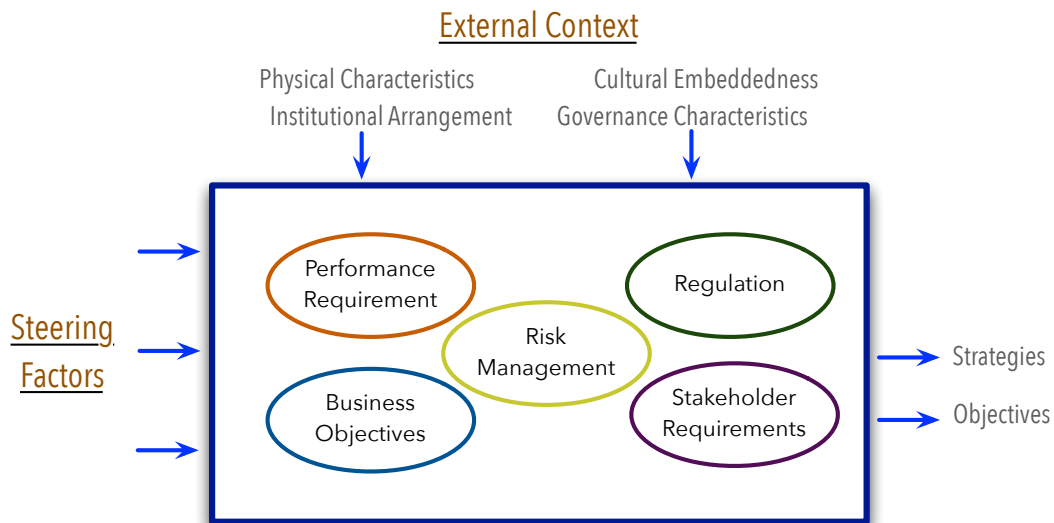 External Context
Physical Characteristics
Institutional Arrangement
Cultural Embeddedness
Governance Characteristics
Steering
Factors
Performance
Requirement
Regulation
Risk
Management
Business
Objectives
Stakeholder
Requirements
Strategies
Objectives